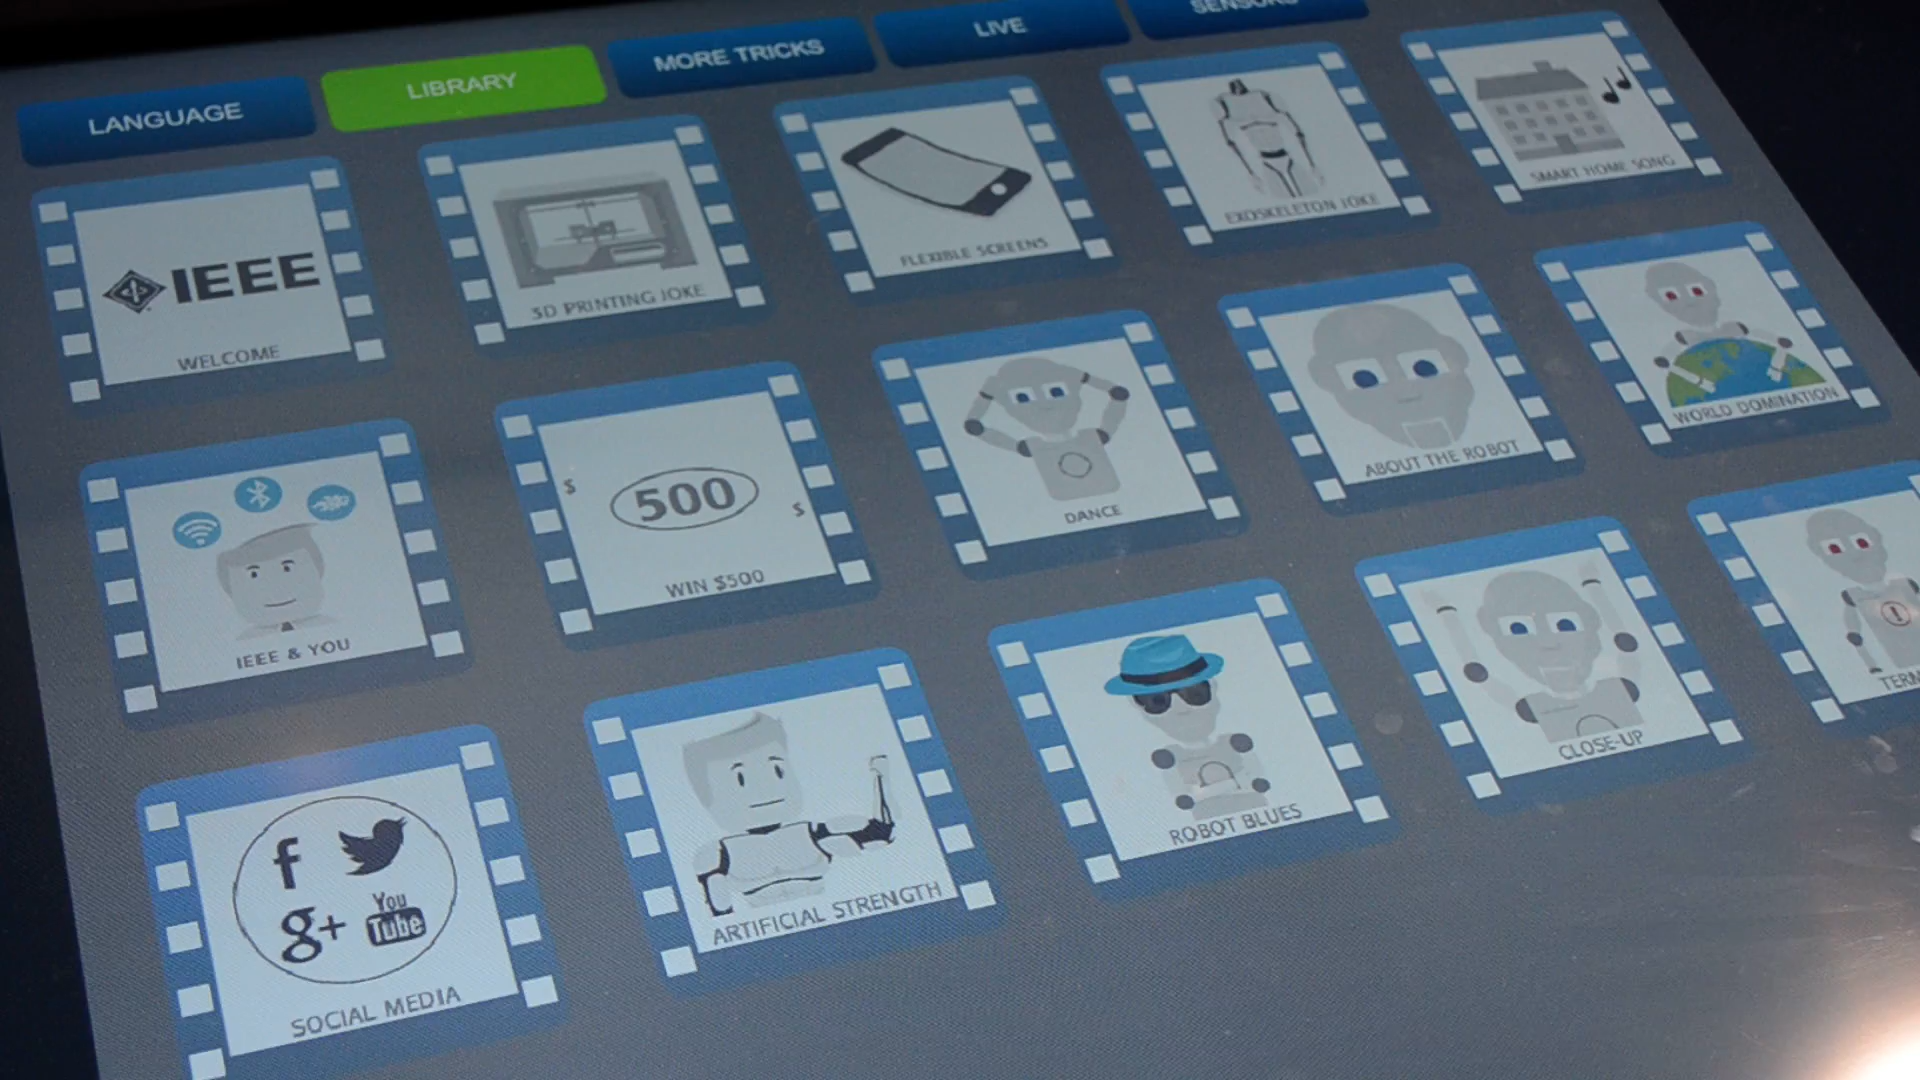 LANGUAGE
LIBRARY
MORE TRICKS
LIVE
SENSORS
IEEE
WELCOME
3D PRINTING JOKE
FLEXIBLE SCREENS
EXOSKELETON JOKE
SMART HOME SONG
IEEE & YOU
$ 500 $
WIN $500
DANCE
ABOUT THE ROBOT
WORLD DOMINATION
f
g+ You Tube
SOCIAL MEDIA
ARTIFICIAL STRENGTH
ROBOT BLUES
CLOSE-UP